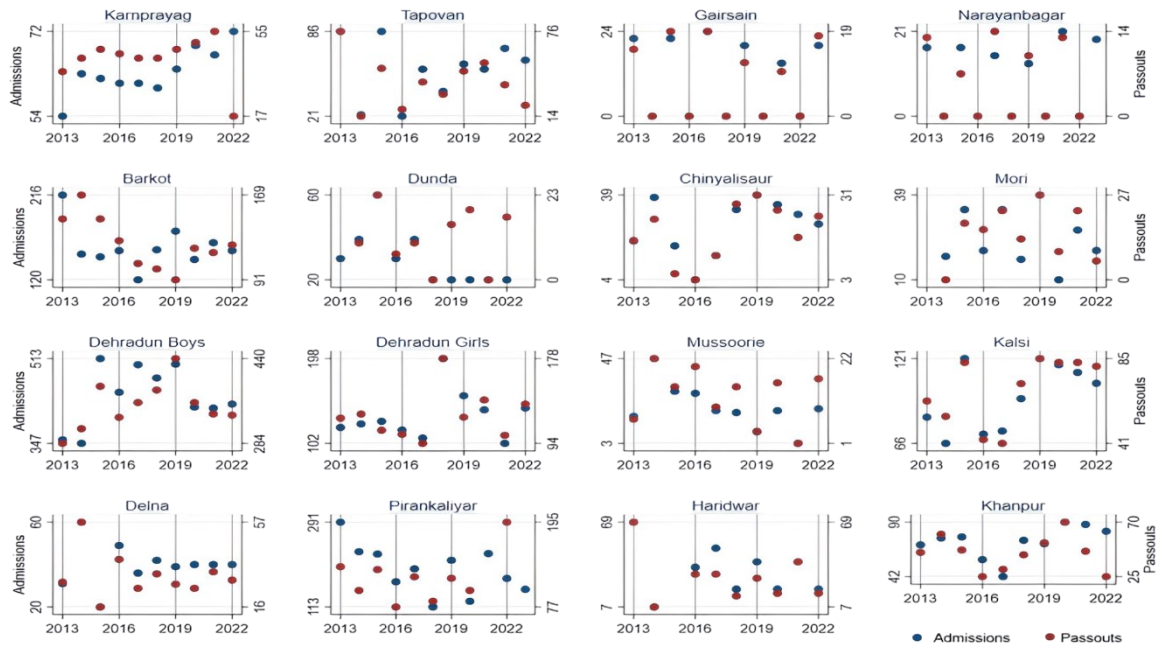 Karnprayag Tapovan Gairsain Narayanbagar
72 55 86 76 24 19 21 14
Admissions Passouts
54 17 21 14 0 0 0 0
2013 2016 2019 2022 2013 2016 2019 2022 2013 2016 2019 2022 2013 2016 2019 2022
Barkot Dunda Chinyalisaur Mori
216 169 60 23 39 31 39 27
120 91 20 0 4 3 10 0
2013 2016 2019 2022 2013 2016 2019 2022 2013 2016 2019 2022 2013 2016 2019 2022
Dehradun Boys Dehradun Girls Mussoorie Kalsi
513 440 198 178 47 22 121 85
Admissions Passouts
347 284 102 94 3 1 66 41
2013 2016 2019 2022 2013 2016 2019 2022 2013 2016 2019 2022 2013 2016 2019 2022
Delna Pirankaliyar Haridwar Khanpur
60 57 291 195 69 69 90 70
Admissions Passouts
20 16 113 77 7 7 42 25
2013 2016 2019 2022 2013 2016 2019 2022 2013 2016 2019 2022 2013 2016 2019 2022
Admissions Passouts